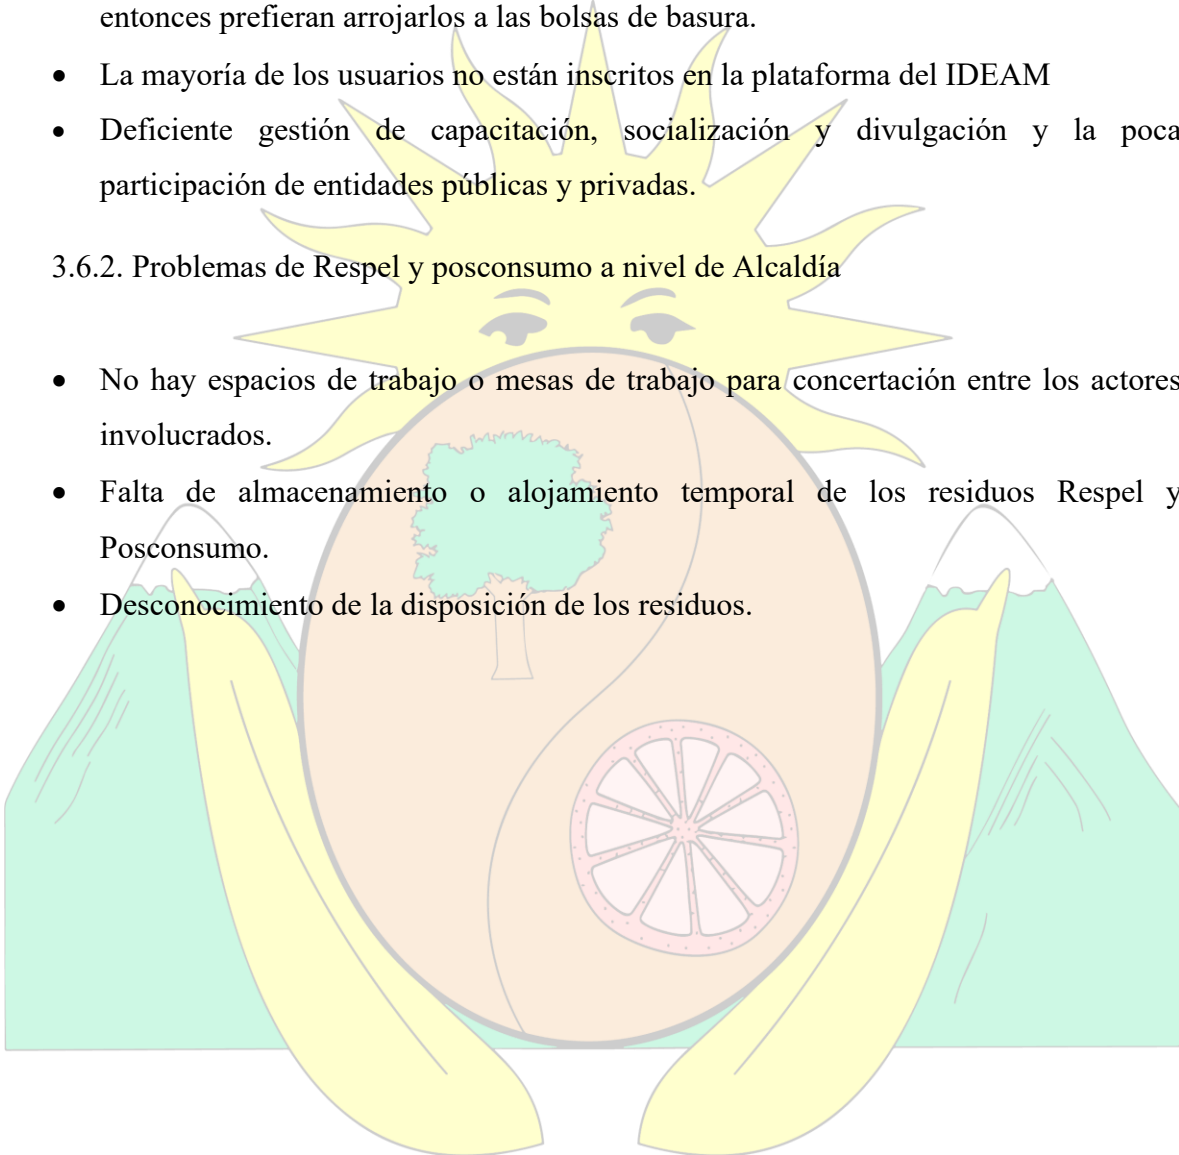 entonces prefieran arrojarlos a las bolsas de basura.
• La mayoría de los usuarios no están inscritos en la plataforma del IDEAM
• Deficiente gestión de capacitación, socialización y divulgación y la poca
participación de entidades públicas y privadas.
3.6.2. Problemas de Respel y posconsumo a nivel de Alcaldía
• No hay espacios de trabajo o mesas de trabajo para concertación entre los actores
involucrados.
• Falta de almacenamiento o alojamiento temporal de los residuos Respel y
Posconsumo.
• Desconocimiento de la disposición de los residuos.